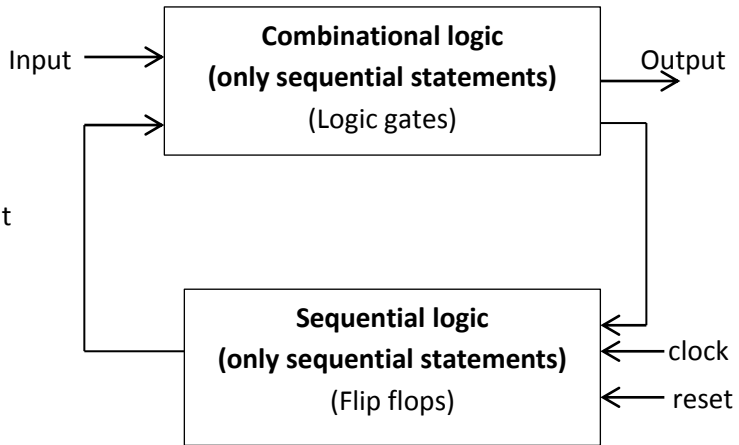 Combinational logic
Input
(only sequential statements)
Output
(Logic gates)
t
Sequential logic
(only sequential statements)
clock
(Flip flops)
reset